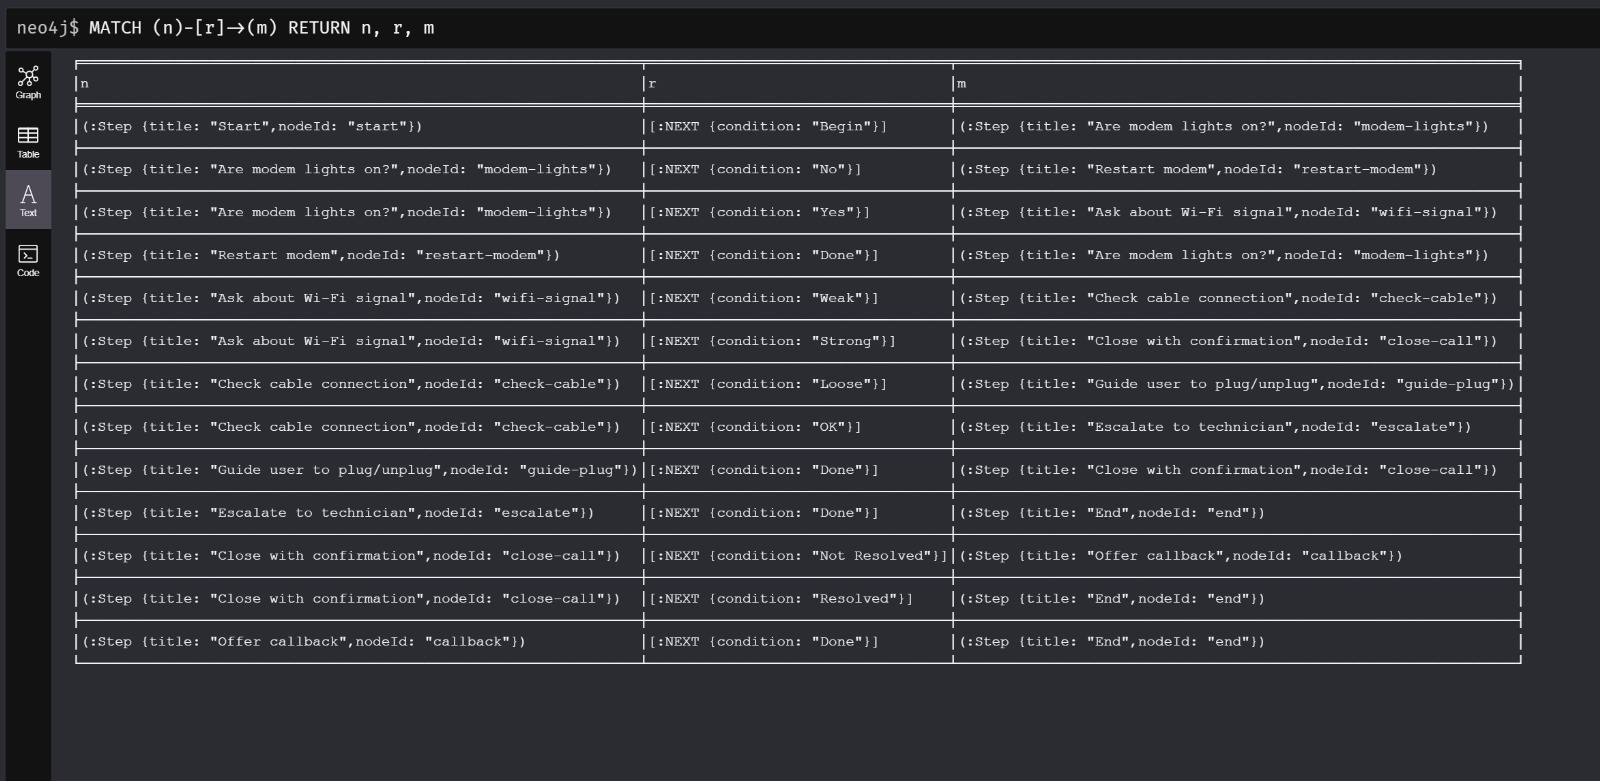 neo4j$ MATCH (n)-[r]→(m) RETURN n, r, m
Graph
Table
Text
Code
n r m
(:Step {title: "Start",nodeId: "start"}) [:NEXT {condition: "Begin"}] (:Step {title: "Are modem lights on?",nodeId: "modem-lights"})
(:Step {title: "Are modem lights on?",nodeId: "modem-lights"}) [:NEXT {condition: "No"}] (:Step {title: "Restart modem",nodeId: "restart-modem"})
(:Step {title: "Are modem lights on?",nodeId: "modem-lights"}) [:NEXT {condition: "Yes"}] (:Step {title: "Ask about Wi-Fi signal",nodeId: "wifi-signal"})
(:Step {title: "Restart modem",nodeId: "restart-modem"}) [:NEXT {condition: "Done"}] (:Step {title: "Are modem lights on?",nodeId: "modem-lights"})
(:Step {title: "Ask about Wi-Fi signal",nodeId: "wifi-signal"}) [:NEXT {condition: "Weak"}] (:Step {title: "Check cable connection",nodeId: "check-cable"})
(:Step {title: "Ask about Wi-Fi signal",nodeId: "wifi-signal"}) [:NEXT {condition: "Strong"}] (:Step {title: "Close with confirmation",nodeId: "close-call"})
(:Step {title: "Check cable connection",nodeId: "check-cable"}) [:NEXT {condition: "Loose"}] (:Step {title: "Guide user to plug/unplug",nodeId: "guide-plug"})
(:Step {title: "Check cable connection",nodeId: "check-cable"}) [:NEXT {condition: "OK"}] (:Step {title: "Escalate to technician",nodeId: "escalate"})
(:Step {title: "Guide user to plug/unplug",nodeId: "guide-plug"}) [:NEXT {condition: "Done"}] (:Step {title: "Close with confirmation",nodeId: "close-call"})
(:Step {title: "Escalate to technician",nodeId: "escalate"}) [:NEXT {condition: "Done"}] (:Step {title: "End",nodeId: "end"})
(:Step {title: "Close with confirmation",nodeId: "close-call"}) [:NEXT {condition: "Not Resolved"}] (:Step {title: "Offer callback",nodeId: "callback"})
(:Step {title: "Close with confirmation",nodeId: "close-call"}) [:NEXT {condition: "Resolved"}] (:Step {title: "End",nodeId: "end"})
(:Step {title: "Offer callback",nodeId: "callback"}) [:NEXT {condition: "Done"}] (:Step {title: "End",nodeId: "end"})